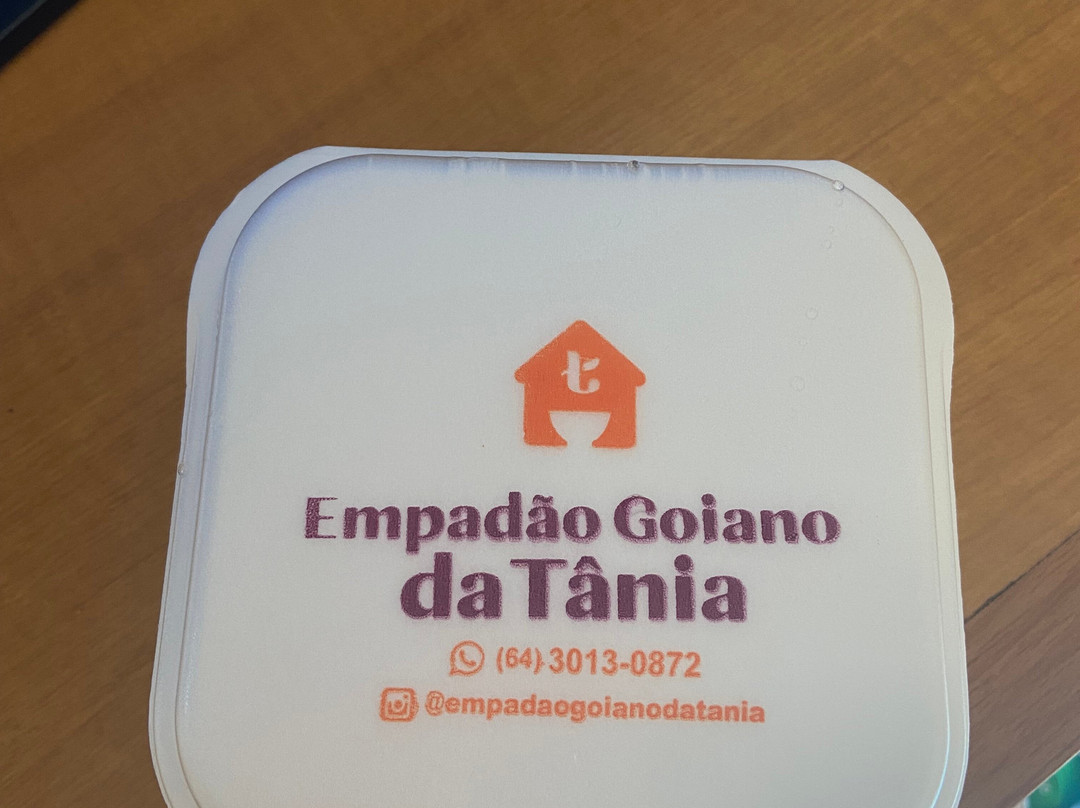 t
Empadão Goiano
da Tânia
(64) 3013-0872
@empadaogoianodatania